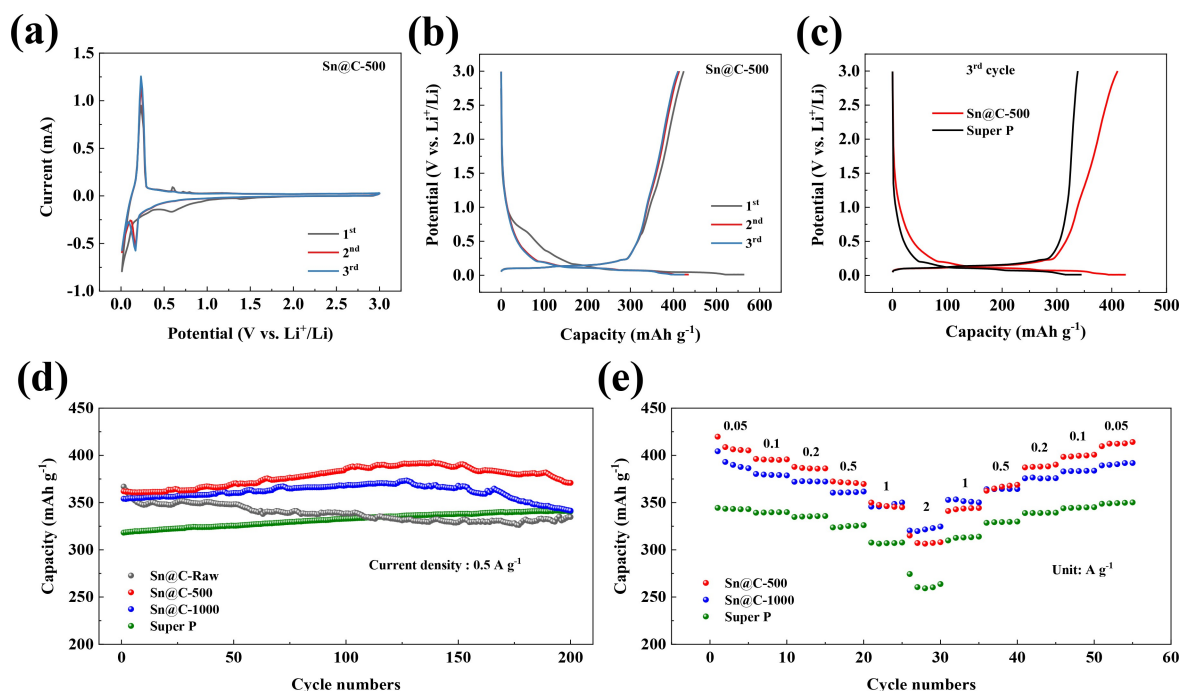 (a)
Sn@C-500
1.5
1.0
0.5
0.0
-0.5
-1.0
Current (mA)
1st
2nd
3rd
0.0 0.5 1.0 1.5 2.0 2.5 3.0
Potential (V vs. Li+/Li)
(b)
Sn@C-500
3.0
2.5
2.0
1.5
1.0
0.5
0.0
Potential (V vs. Li+/Li)
1st
2nd
3rd
0 100 200 300 400 500 600
Capacity (mAh g-1)
(c)
3rd cycle
Sn@C-500
Super P
3.0
2.5
2.0
1.5
1.0
0.5
0.0
Potential (V vs. Li+/Li)
0 100 200 300 400 500
Capacity (mAh g-1)
(d)
450
400
350
300
250
200
Capacity (mAh g-1)
Current density : 0.5 A g-1
Sn@C-Raw
Sn@C-500
Sn@C-1000
Super P
0 50 100 150 200
Cycle numbers
(e)
450
400
350
300
250
200
Capacity (mAh g-1)
0.05 0.1 0.2 0.5 1 2 1 0.5 0.2 0.1 0.05
Unit: A g-1
Sn@C-500
Sn@C-1000
Super P
0 10 20 30 40 50 60
Cycle numbers